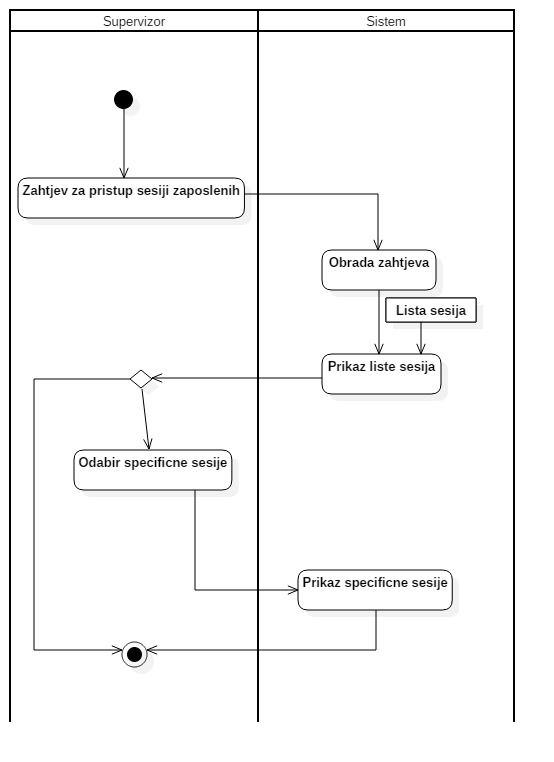 Supervizor
Sistem
Zahtjev za pristup sesiji zaposlenih
Obrada zahtjeva
Lista sesija
Prikaz liste sesija
Odabir specificne sesije
Prikaz specificne sesije